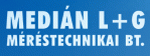 MEDIÁN L+G
MÉRÉSTECHNIKAI BT.